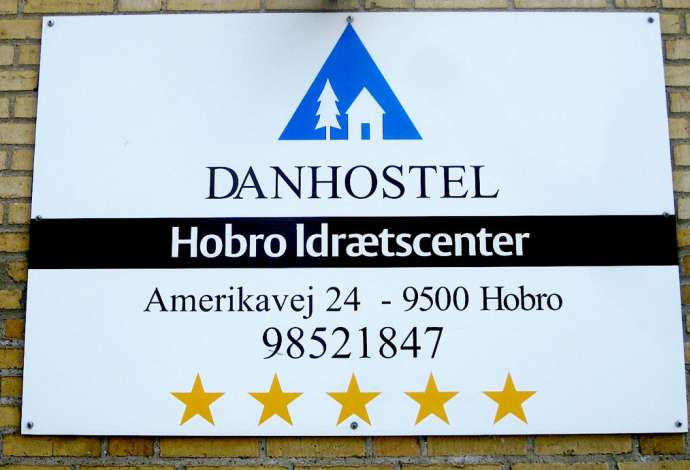 DANHOSTEL
Hobro Idrætscenter
Amerikavej 24 - 9500 Hobro
98521847